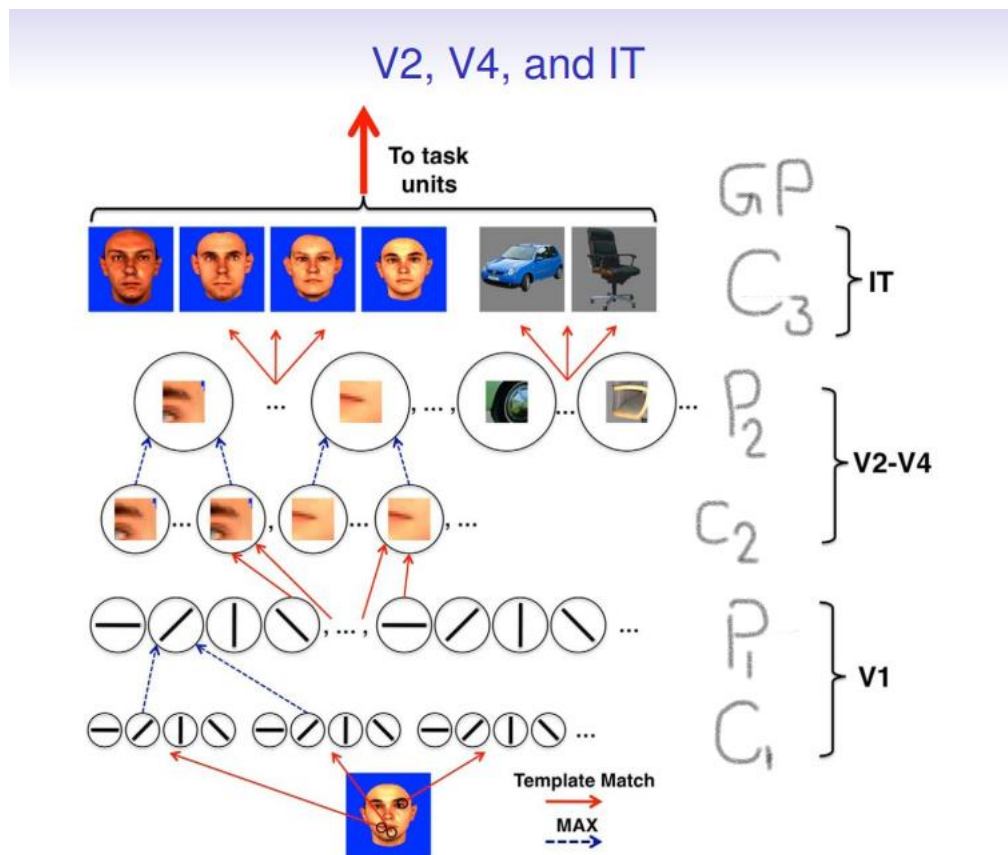 V2, V4, and IT
To task
units
GP
C3
IT
P2
V2-V4
C2
P1
V1
C1
Template Match
MAX